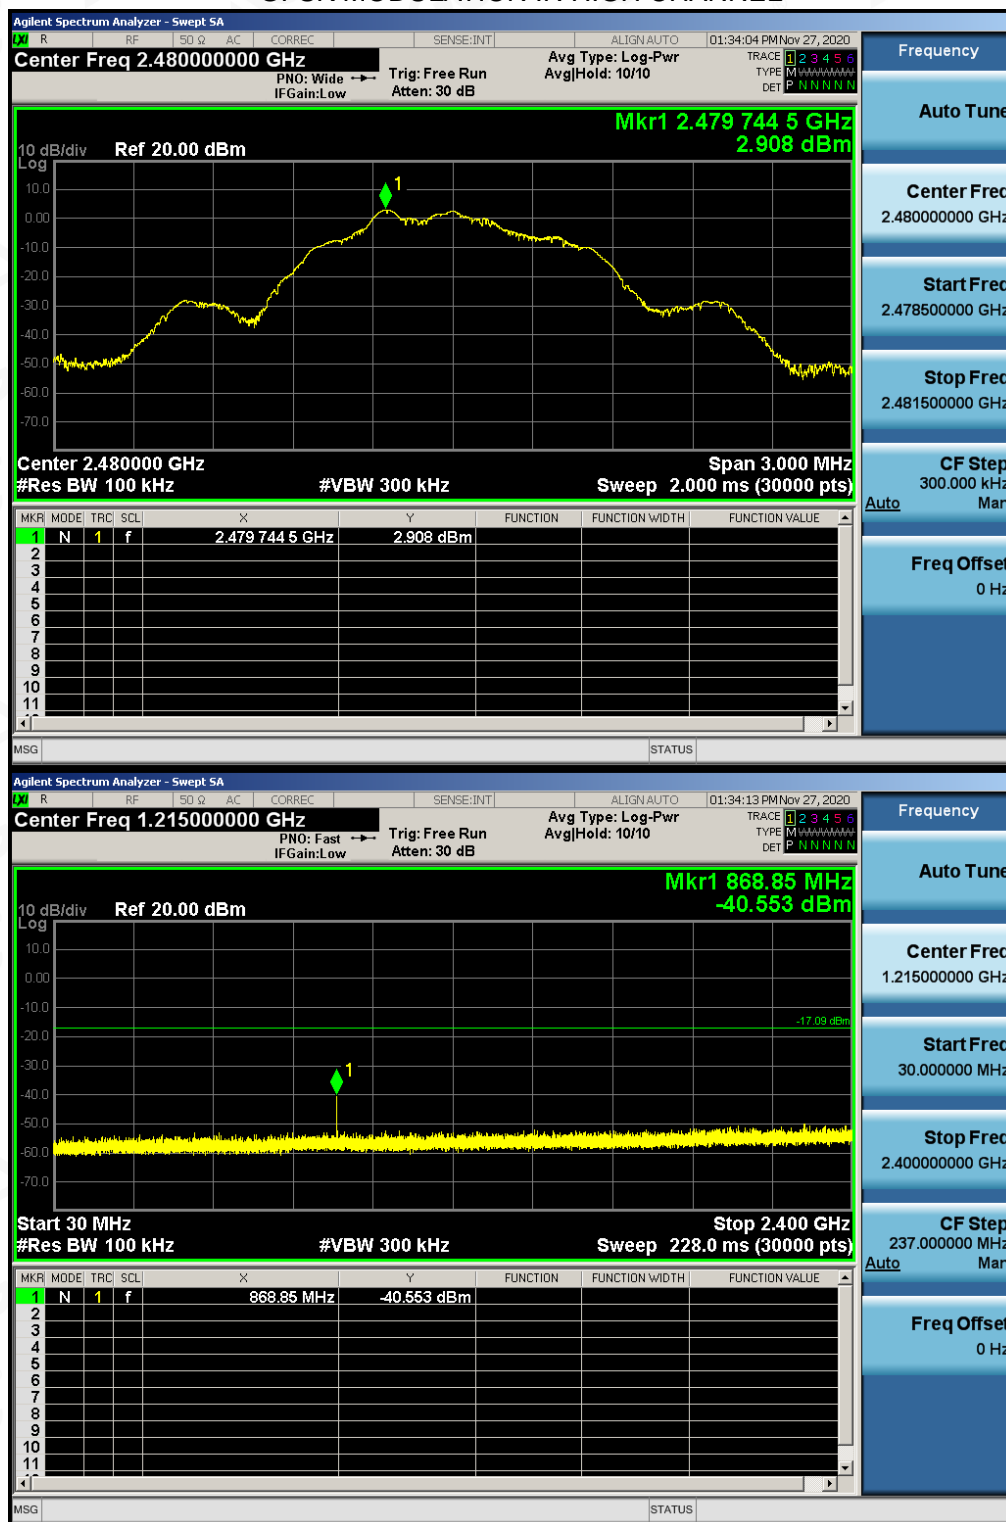 Agilent Spectrum Analyzer - Swept SA
LXI R RF 50 Ω AC CORREC SENSE:INT ALIGN AUTO 01:34:04 PM Nov 27, 2020
Center Freq 2.480000000 GHz
PNO: Wide
IFGain:Low
Trig: Free Run
Atten: 30 dB
Avg Type: Log-Pwr
Avg|Hold: 10/10
TRACE 1 2 3 4 5 6
TYPE M
DET P N N N N N
Mkr1 2.479 744 5 GHz
2.908 dBm
10 dB/div Ref 20.00 dBm
Log
10.0
0.00
-10.0
-20.0
-30.0
-40.0
-50.0
-60.0
-70.0
1
Center 2.480000 GHz Span 3.000 MHz
#Res BW 100 kHz #VBW 300 kHz Sweep 2.000 ms (30000 pts)
MKR MODE TRC SCL X Y FUNCTION FUNCTION WIDTH FUNCTION VALUE
1 N 1 f 2.479 744 5 GHz 2.908 dBm
2
3
4
5
6
7
8
9
10
11
MSG STATUS
Frequency
Auto Tune
Center Freq
2.480000000 GHz
Start Freq
2.478500000 GHz
Stop Freq
2.481500000 GHz
CF Step
300.000 kHz
Auto Man
Freq Offset
0 Hz
Agilent Spectrum Analyzer - Swept SA
LXI R RF 50 Ω AC CORREC SENSE:INT ALIGN AUTO 01:34:13 PM Nov 27, 2020
Center Freq 1.215000000 GHz
PNO: Fast
IFGain:Low
Trig: Free Run
Atten: 30 dB
Avg Type: Log-Pwr
Avg|Hold: 10/10
TRACE 1 2 3 4 5 6
TYPE M
DET P N N N N N
Mkr1 868.85 MHz
-40.553 dBm
10 dB/div Ref 20.00 dBm
Log
10.0
0.00
-10.0
-20.0
-30.0
-40.0
-50.0
-60.0
-70.0
-17.09 dBm
1
Start 30 MHz Stop 2.400 GHz
#Res BW 100 kHz #VBW 300 kHz Sweep 228.0 ms (30000 pts)
MKR MODE TRC SCL X Y FUNCTION FUNCTION WIDTH FUNCTION VALUE
1 N 1 f 868.85 MHz -40.553 dBm
2
3
4
5
6
7
8
9
10
11
MSG STATUS
Frequency
Auto Tune
Center Freq
1.215000000 GHz
Start Freq
30.000000 MHz
Stop Freq
2.400000000 GHz
CF Step
237.000000 MHz
Auto Man
Freq Offset
0 Hz